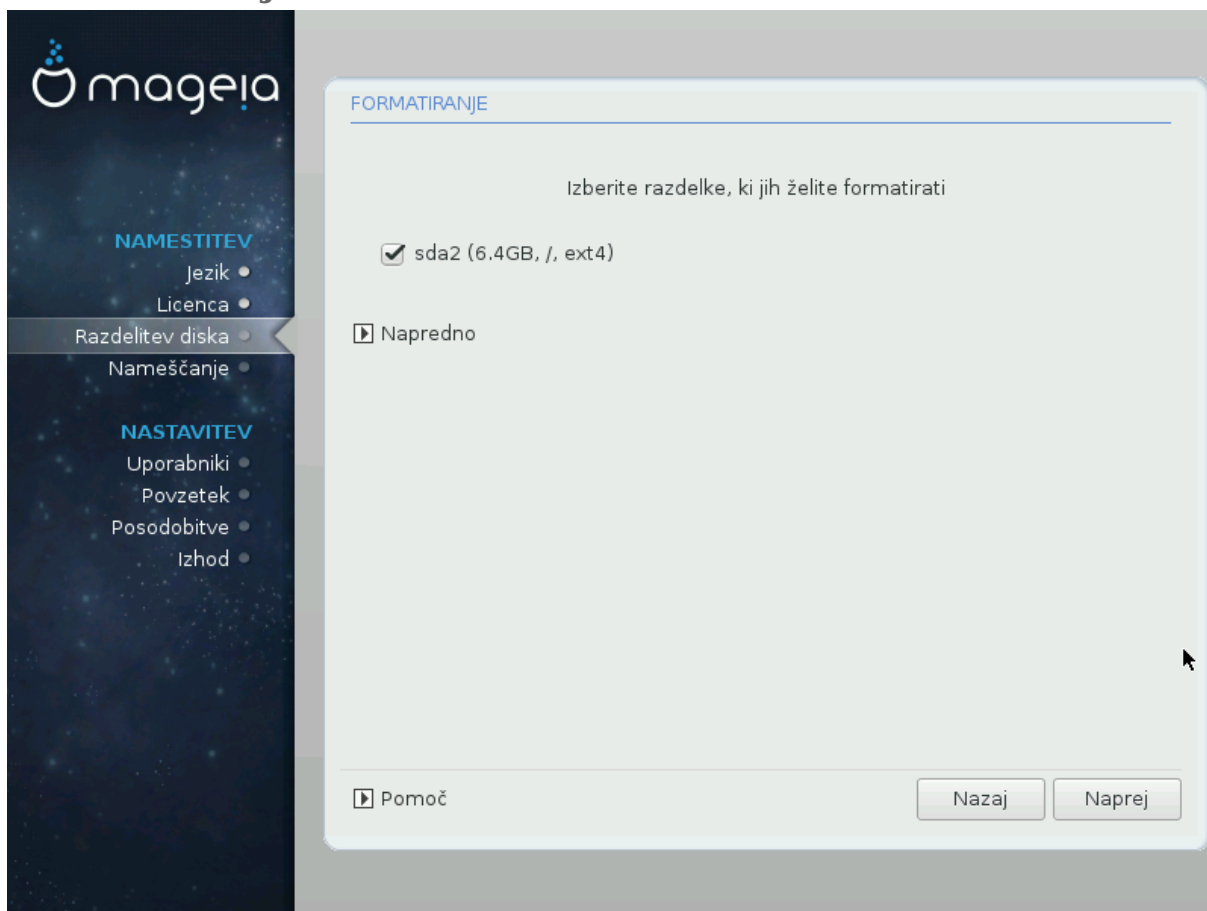 mageia
NAMESTITEV
Jezik
Licenca
Razdelitev diska
Nameščanje
NASTAVITEV
Uporabniki
Povzetek
Posodobitve
Izhod
FORMATIRANJE
Izberite razdelke, ki jih želite formatirati
sda2 (6.4GB, /, ext4)
Napredno
Pomoč
Nazaj
Naprej